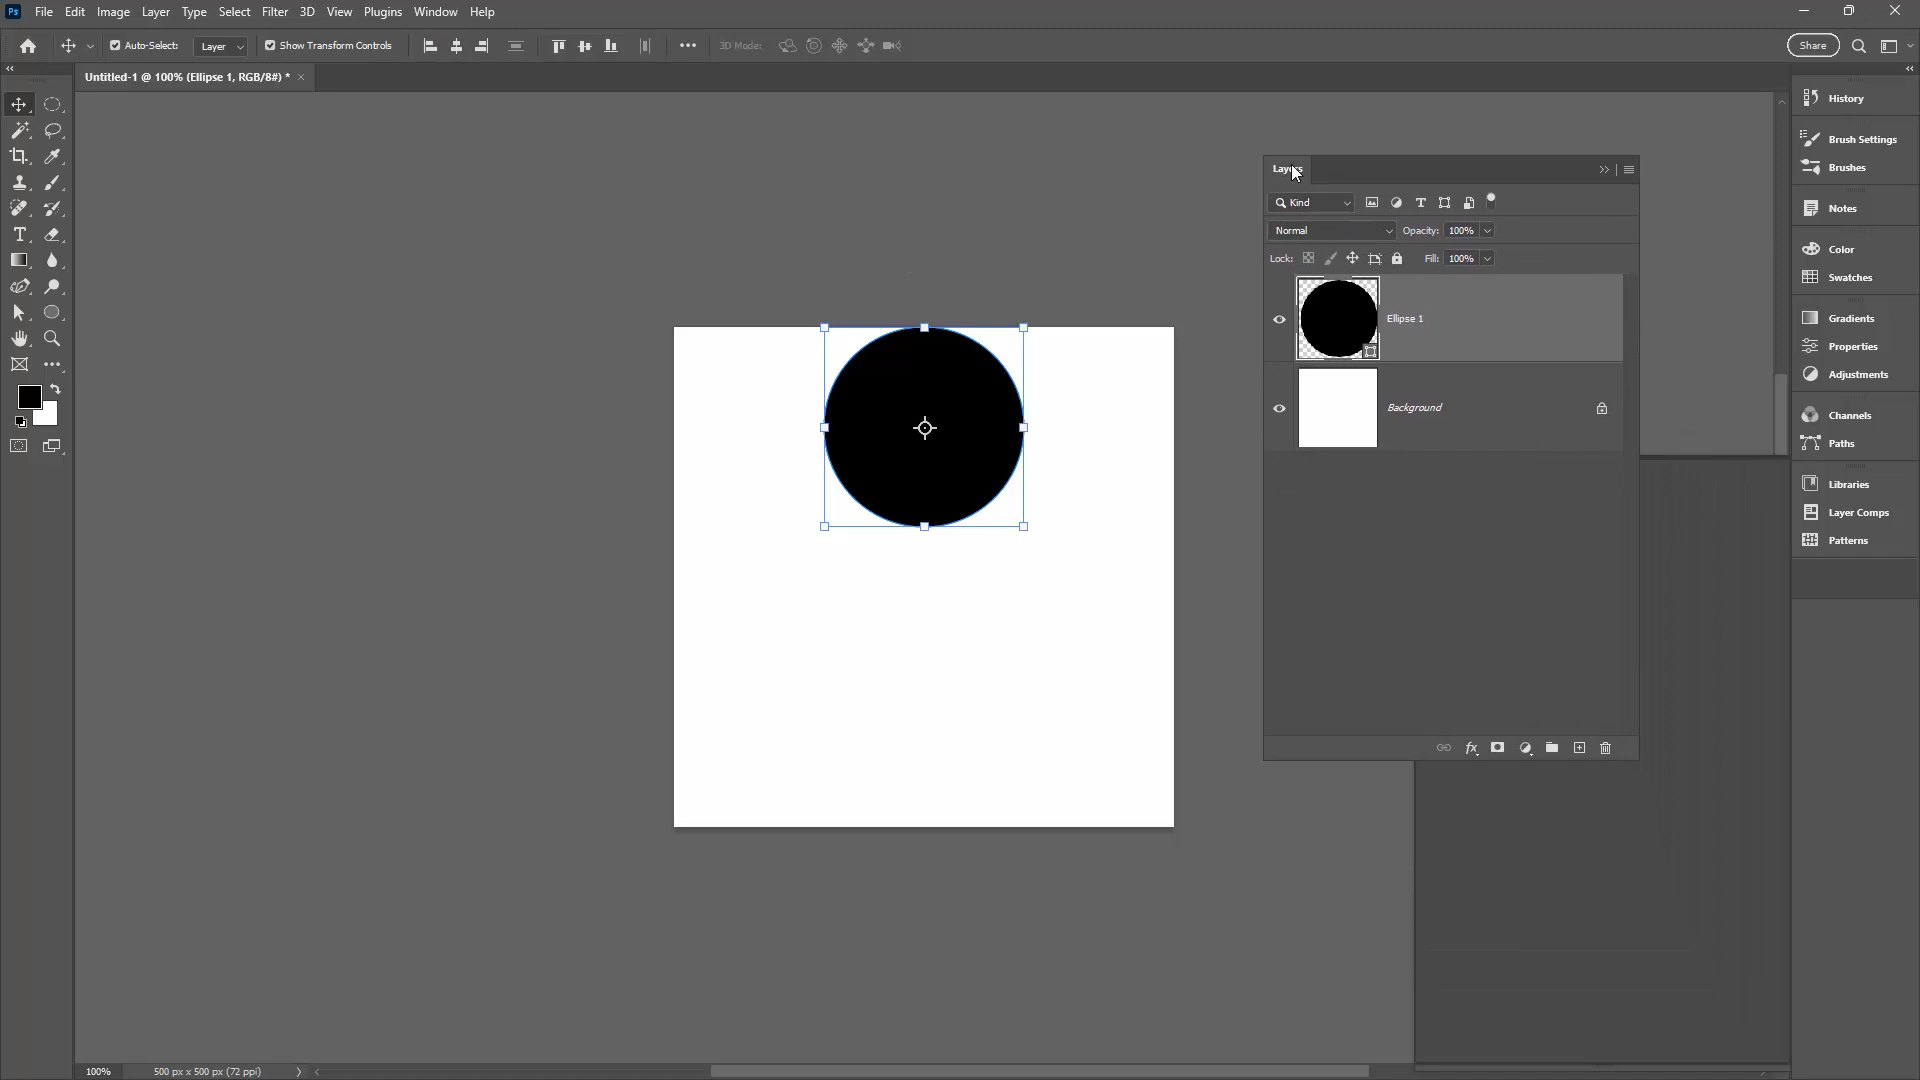 Ps File Edit Image Layer Type Select Filter 3D View Plugins Window Help
Auto-Select: Layer Show Transform Controls 3D Mode: Share
Untitled-1 @ 100% (Ellipse 1, RGB/8#) *
Layers
Kind
Normal Opacity: 100%
Lock: Fill: 100%
Ellipse 1
Background
History
Brush Settings
Brushes
Notes
Color
Swatches
Gradients
Properties
Adjustments
Channels
Paths
Libraries
Layer Comps
Patterns
100% 500 px x 500 px (72 ppi)